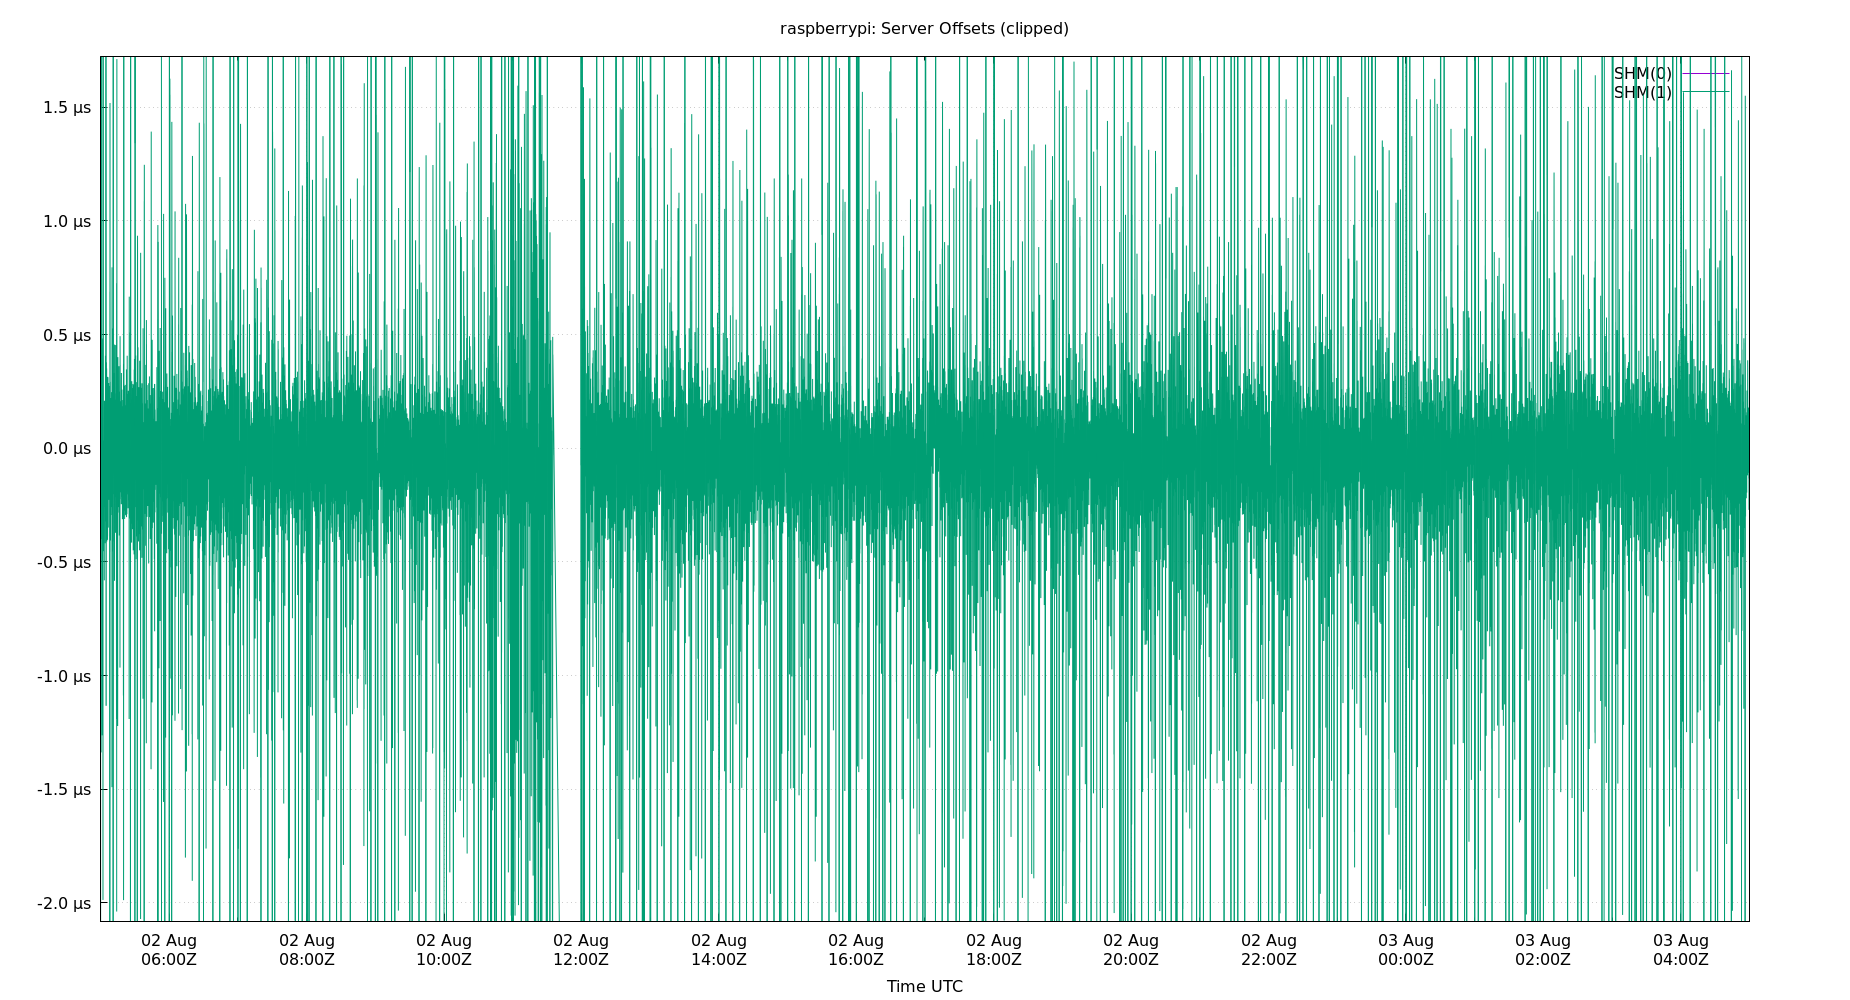 raspberrypi: Server Offsets (clipped)
SHM(0)
SHM(1)
1.5 µs
1.0 µs
0.5 µs
0.0 µs
-0.5 µs
-1.0 µs
-1.5 µs
-2.0 µs
02 Aug 02 Aug 02 Aug 02 Aug 02 Aug 02 Aug 02 Aug 02 Aug 02 Aug 03 Aug 03 Aug 03 Aug
06:00Z 08:00Z 10:00Z 12:00Z 14:00Z 16:00Z 18:00Z 20:00Z 22:00Z 00:00Z 02:00Z 04:00Z
Time UTC